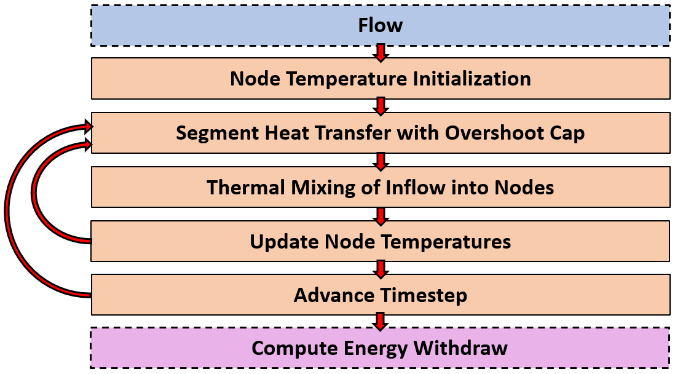 Flow
Node Temperature Initialization
Segment Heat Transfer with Overshoot Cap
Thermal Mixing of Inflow into Nodes
Update Node Temperatures
Advance Timestep
Compute Energy Withdraw